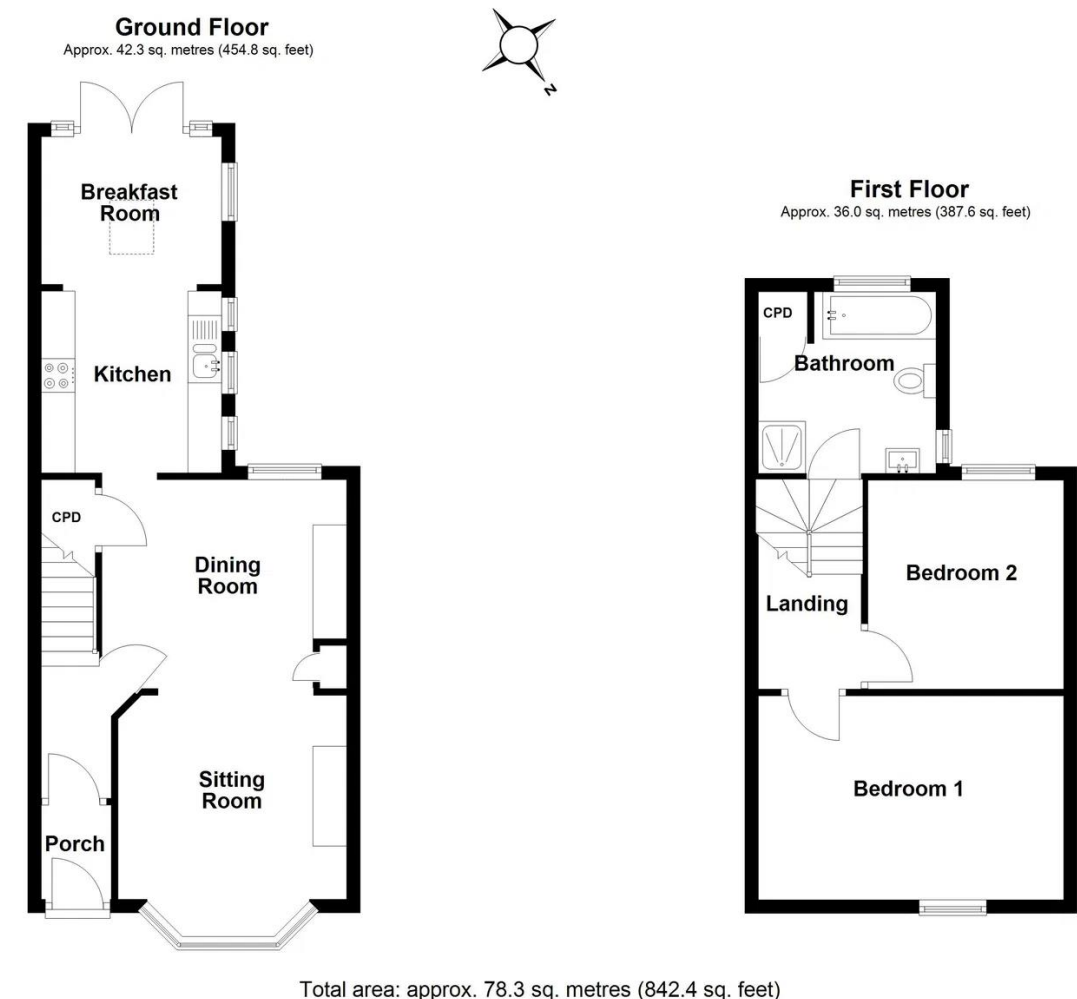 Ground Floor
Approx. 42.3 sq. metres (454.8 sq. feet)
N
Breakfast
Room
Kitchen
CPD
Dining
Room
Sitting
Room
Porch
First Floor
Approx. 36.0 sq. metres (387.6 sq. feet)
CPD
Bathroom
Bedroom 2
Landing
Bedroom 1
Total area: approx. 78.3 sq. metres (842.4 sq. feet)